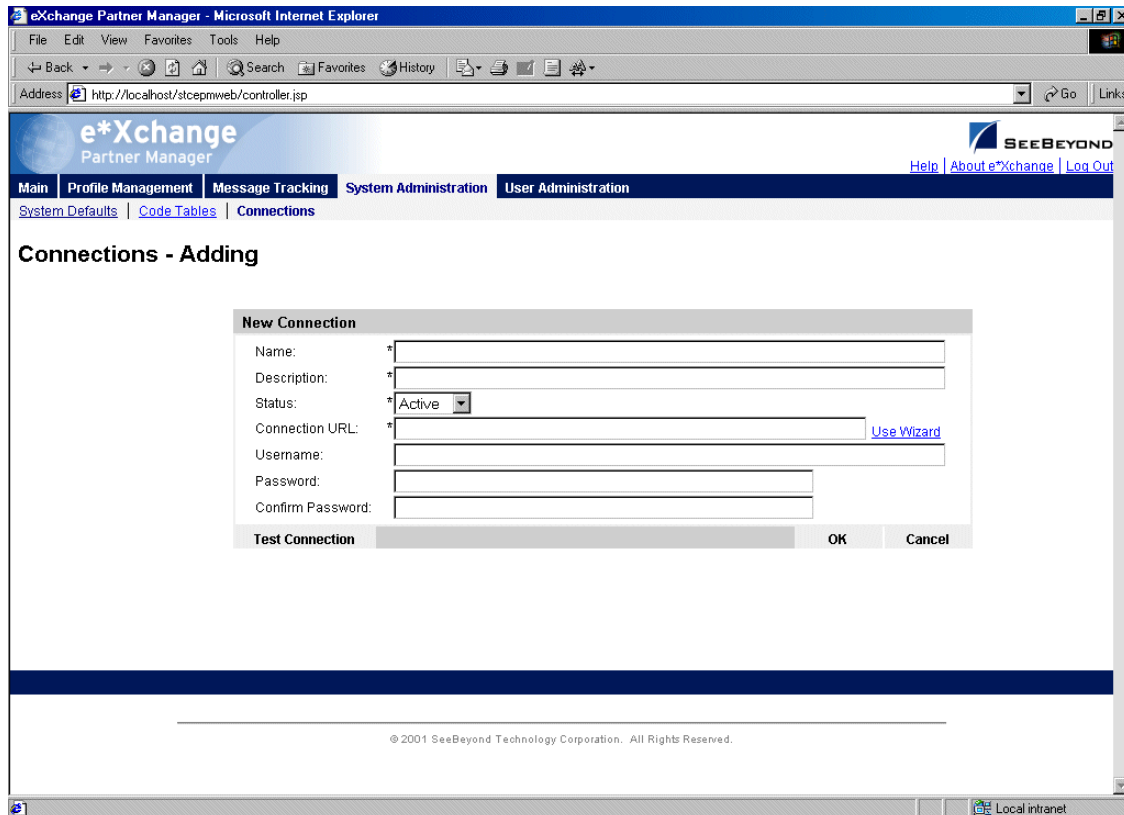 eXchange Partner Manager - Microsoft Internet Explorer
File Edit View Favorites Tools Help
Back Search Favorites History
Address http://localhost/stcepmweb/controller.jsp Go Links
e*Xchange
Partner Manager
SEEBEYOND
Help | About e*Xchange | Log Out
Main Profile Management Message Tracking System Administration User Administration
System Defaults | Code Tables | Connections
Connections - Adding
New Connection
Name: *
Description: *
Status: * Active
Connection URL: * Use Wizard
Username:
Password:
Confirm Password:
Test Connection OK Cancel
© 2001 SeeBeyond Technology Corporation. All Rights Reserved.
Local intranet